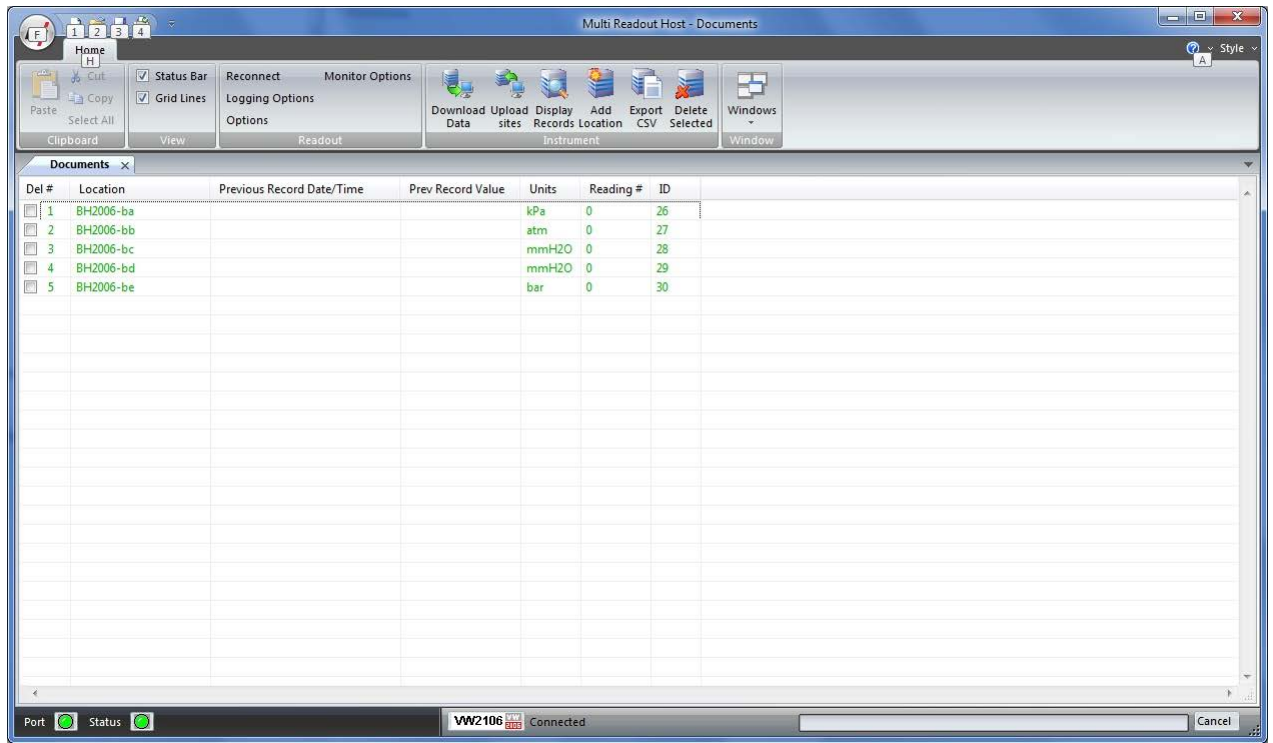 Multi Readout Host - Documents
F 1 2 3 4
Home
H
Style
A
Paste Cut Copy Select All
Clipboard
Status Bar
Grid Lines
View
Reconnect Monitor Options
Logging Options
Options
Readout
Download Data Upload sites Display Records Add Location Export CSV Delete Selected
Instrument
Windows
Window
Documents
Del # Location Previous Record Date/Time Prev Record Value Units Reading # ID
1 BH2006-ba kPa 0 26
2 BH2006-bb atm 0 27
3 BH2006-bc mmH2O 0 28
4 BH2006-bd mmH2O 0 29
5 BH2006-be bar 0 30
Port Status VW2106 VW 2106 Connected Cancel